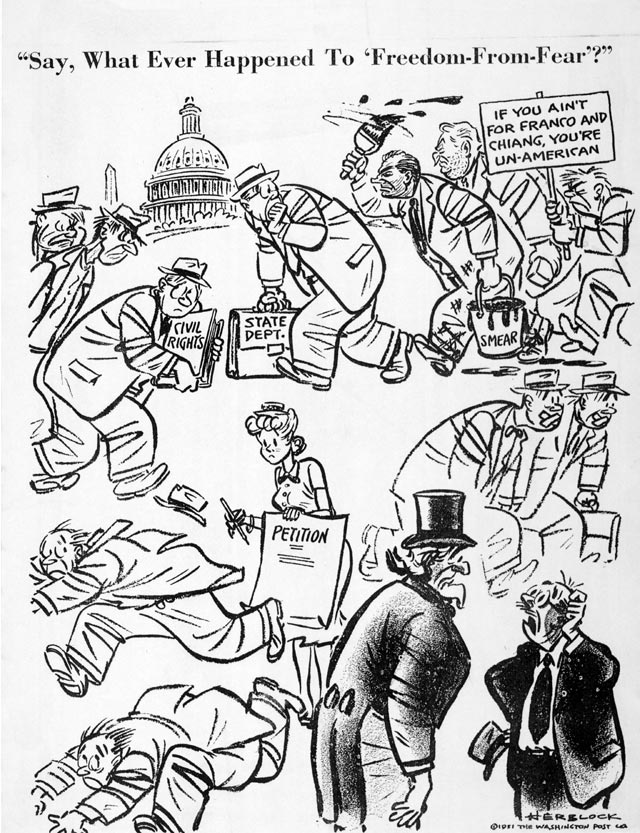 "Say, What Ever Happened To 'Freedom-From-Fear'?"
IF YOU AIN'T
FOR FRANCO AND
CHIANG, YOU'RE
UN-AMERICAN
CIVIL
RIGHTS
STATE
DEPT.
SMEAR
PETITION
HERBLOCK
©1951 THE WASHINGTON POST CO